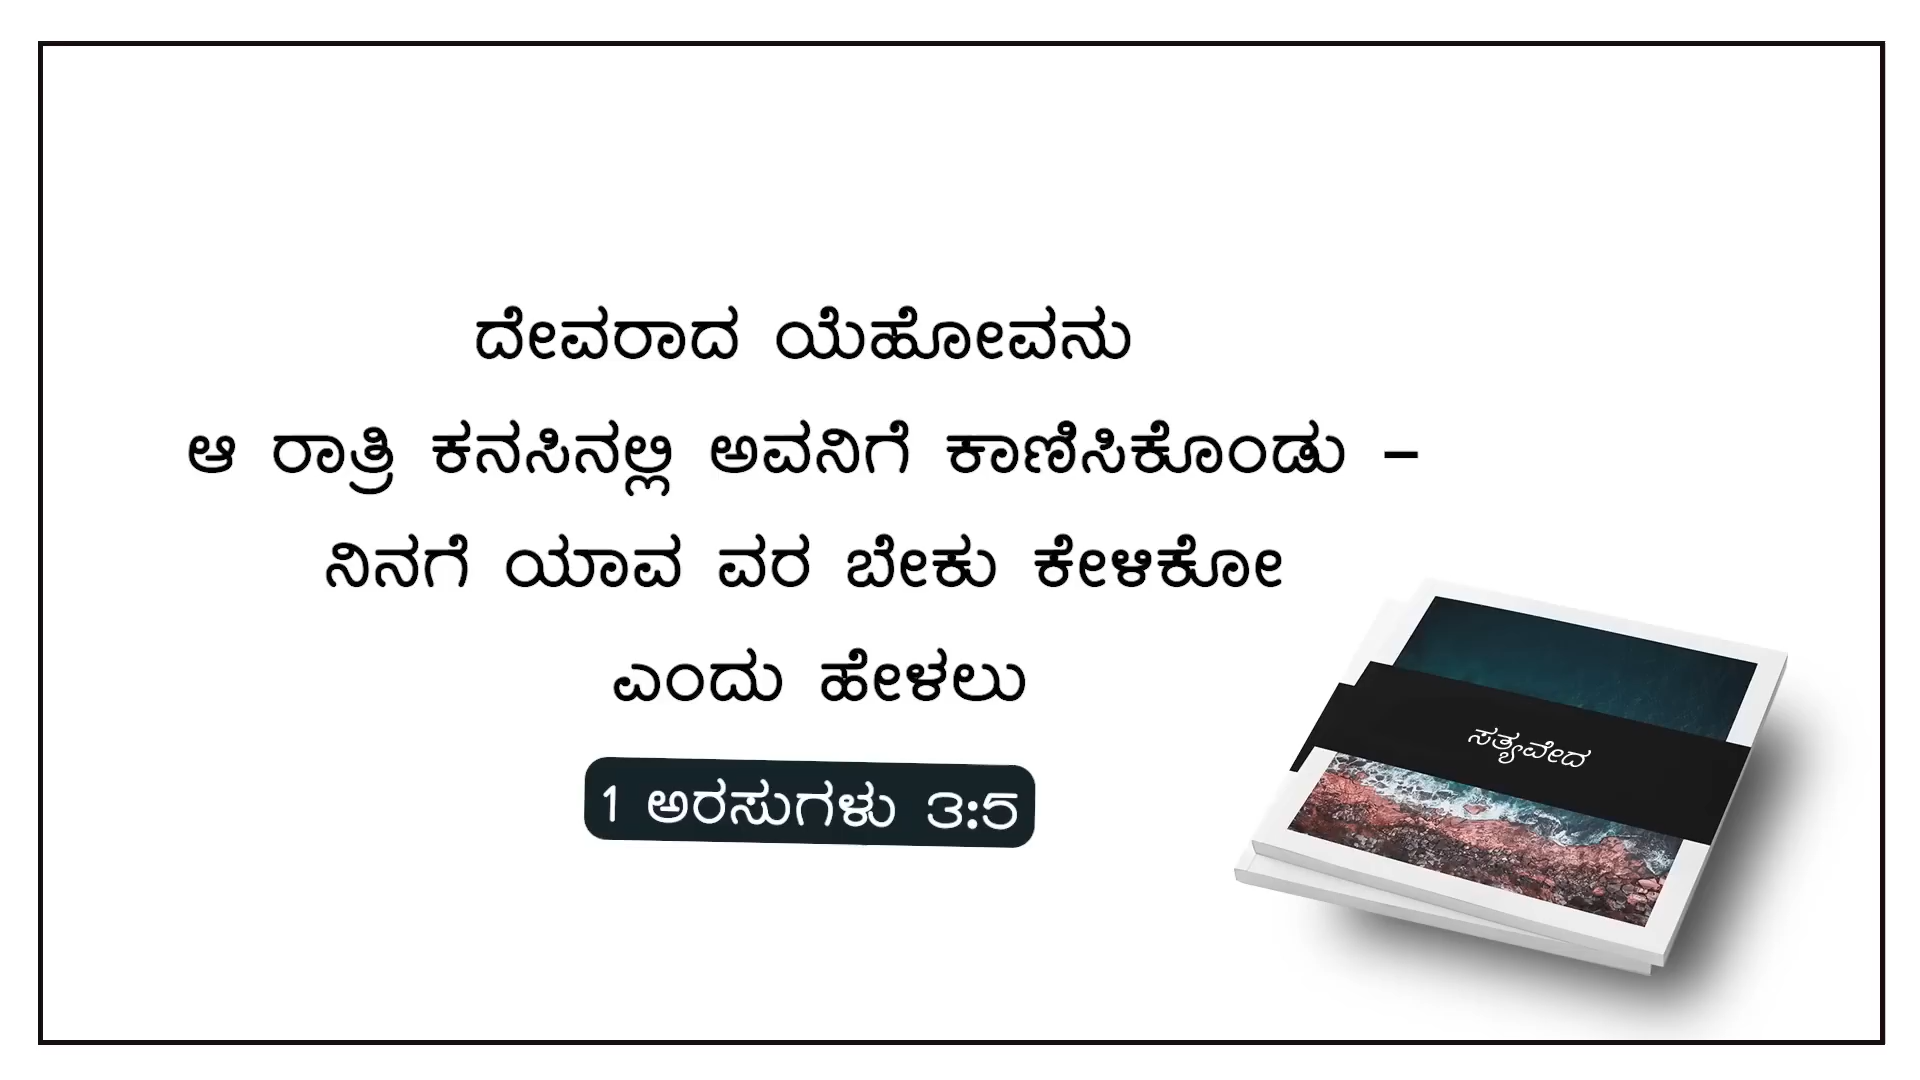 ದೇವರಾದ ಯೆಹೋವನು
ಆ ರಾತ್ರಿ ಕನಸಿನಲ್ಲಿ ಅವನಿಗೆ ಕಾಣಿಸಿಕೊಂಡು –
ನಿನಗೆ ಯಾವ ವರ ಬೇಕು ಕೇಳಿಕೋ
ಎಂದು ಹೇಳಲು
1 ಅರಸುಗಳು 3:5
ಸತ್ಯವೇದ